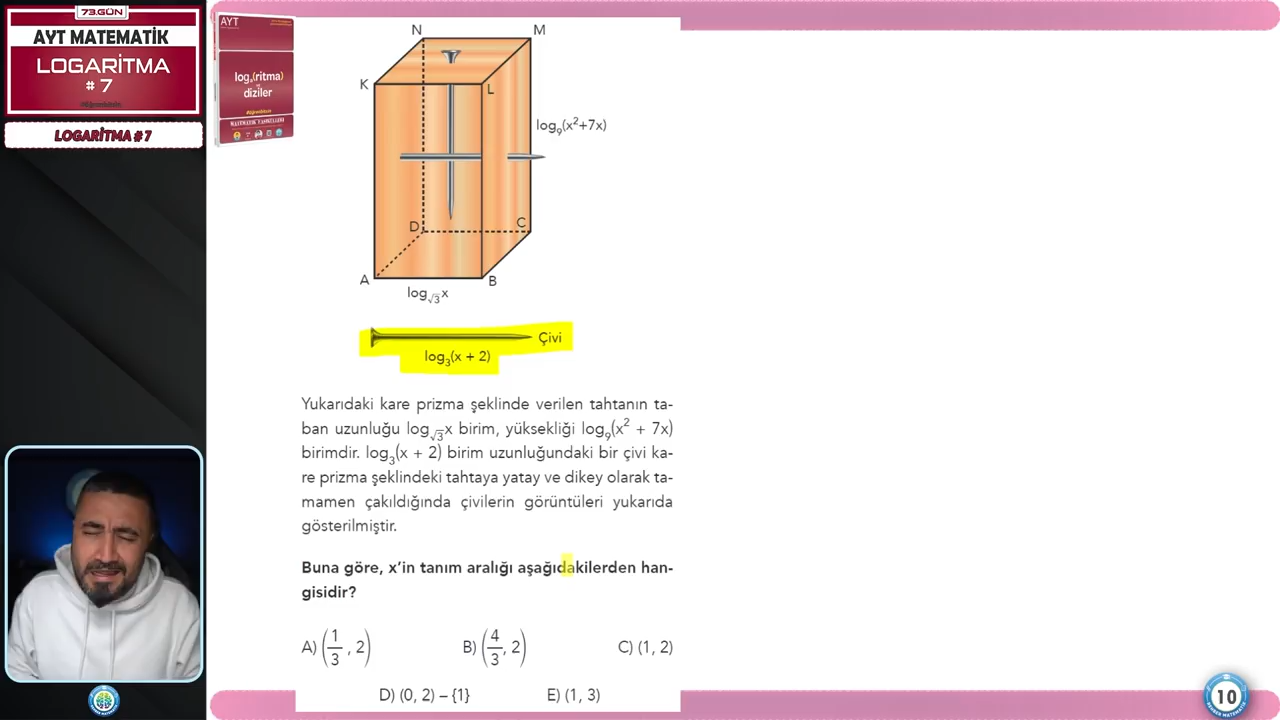 73.GÜN
AYT MATEMATİK
LOGARİTMA
# 7
LOGARİTMA # 7
AYT
log₃(ritma)
diziler
N
M
K
L
log₉(x²+7x)
D
C
A
B
log√3 x
Çivi
log₃(x + 2)
Yukarıdaki kare prizma şeklinde verilen tahtanın ta-
ban uzunluğu log√3 x birim, yüksekliği log₉(x² + 7x)
birimdir. log₃(x + 2) birim uzunluğundaki bir çivi ka-
re prizma şeklindeki tahtaya yatay ve dikey olarak ta-
mamen çakıldığında çivilerin görüntüleri yukarıda
gösterilmiştir.
Buna göre, x’in tanım aralığı aşağıdakilerden han-
gisidir?
A) (1/3 , 2) B) (4/3, 2) C) (1, 2)
D) (0, 2) – {1} E) (1, 3)
10
REHBER MATEMATİK